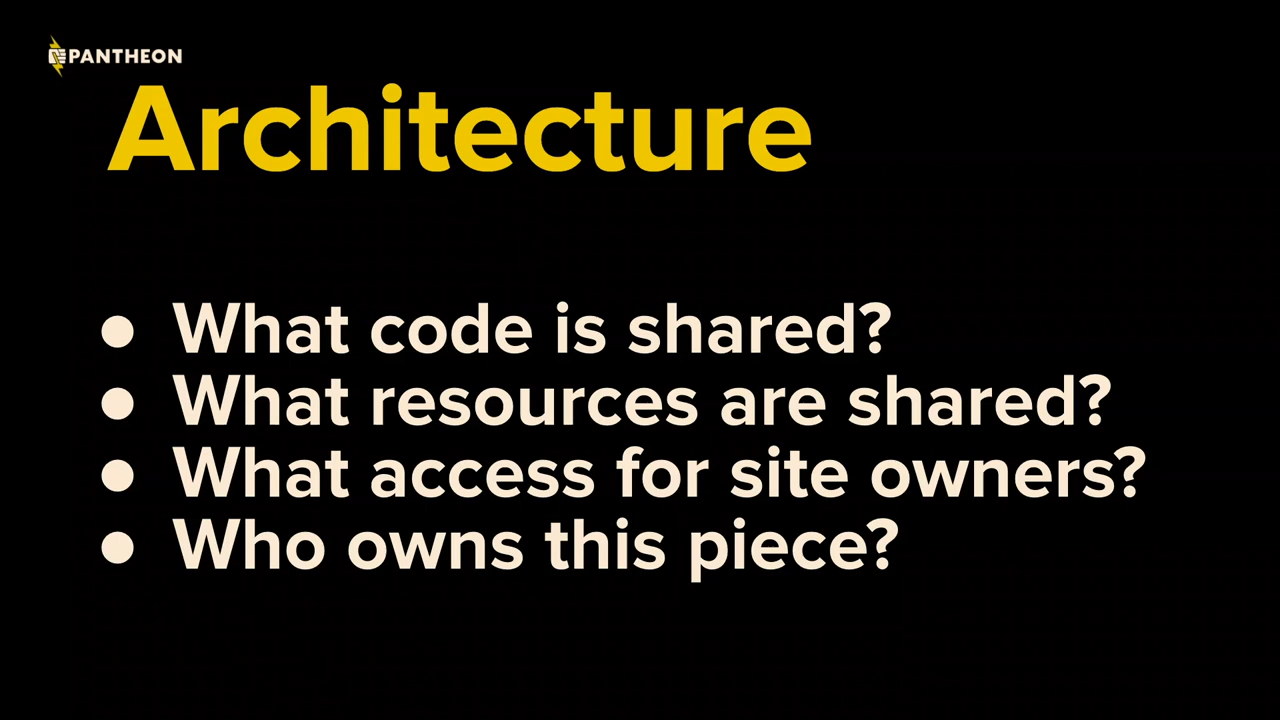 PANTHEON
Architecture
● What code is shared?
● What resources are shared?
● What access for site owners?
● Who owns this piece?